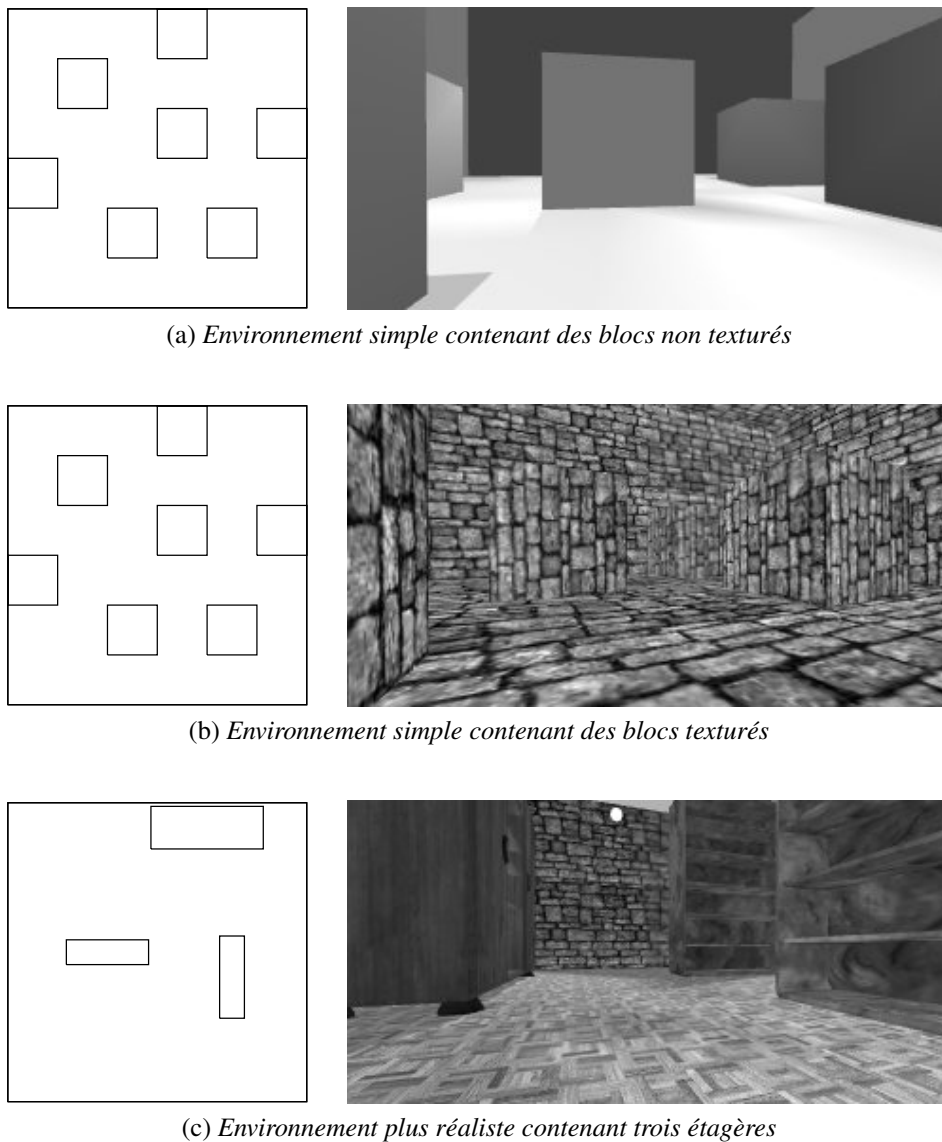 (a) Environnement simple contenant des blocs non texturés
(b) Environnement simple contenant des blocs texturés
(c) Environnement plus réaliste contenant trois étagères